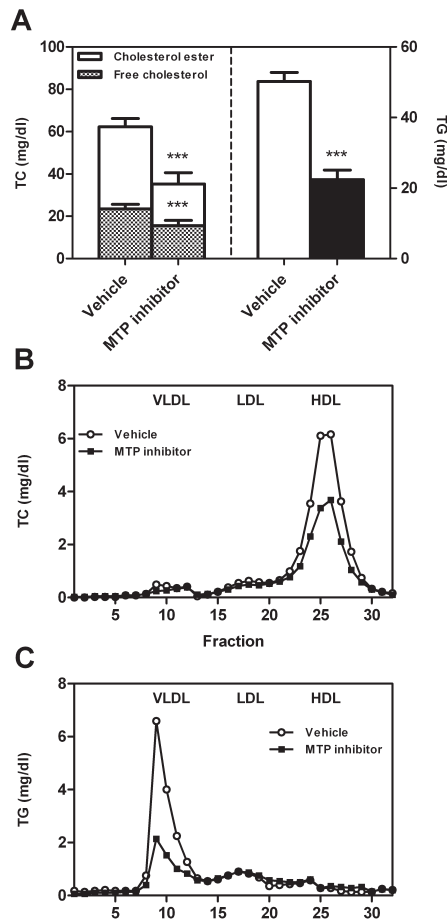 A
100
80
60
40
20
0
TC (mg/dl)
Cholesterol ester
Free cholesterol
***
***
***
60
40
20
0
TG (mg/dl)
Vehicle
MTP inhibitor
Vehicle
MTP inhibitor
B
8
6
4
2
0
TC (mg/dl)
VLDL LDL HDL
Vehicle
MTP inhibitor
5 10 15 20 25 30
Fraction
C
8
6
4
2
0
TG (mg/dl)
VLDL LDL HDL
Vehicle
MTP inhibitor
5 10 15 20 25 30